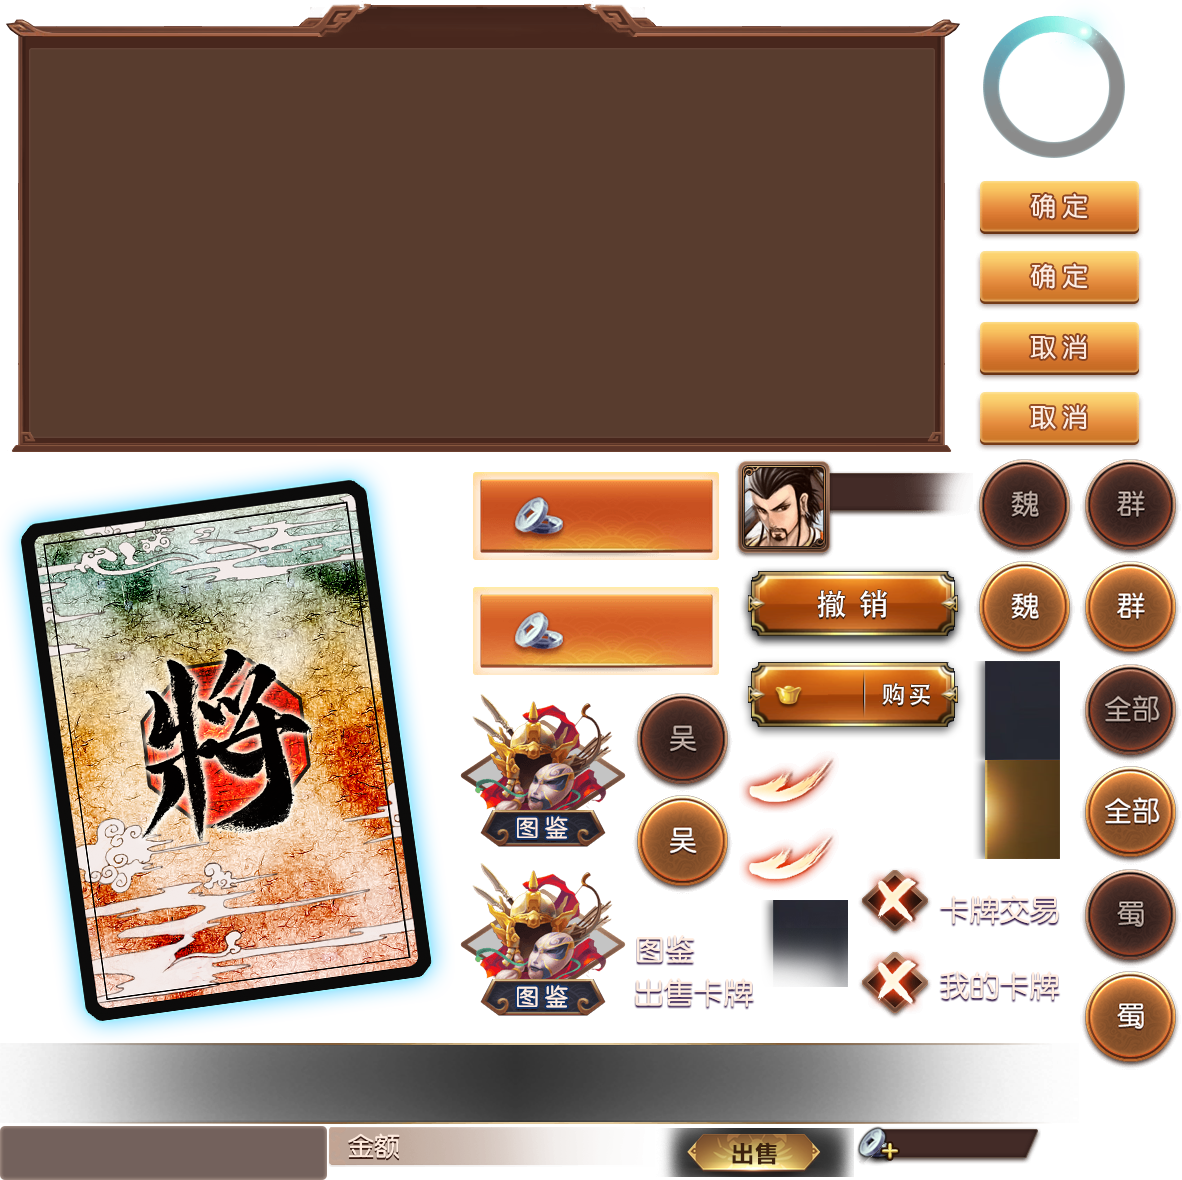 确定
确定
取消
取消
魏
群
撤销
魏
群
将
购买
吴
全部
图鉴
吴
全部
卡牌交易
蜀
图鉴
出售卡牌
我的卡牌
图鉴
蜀
金额
出售